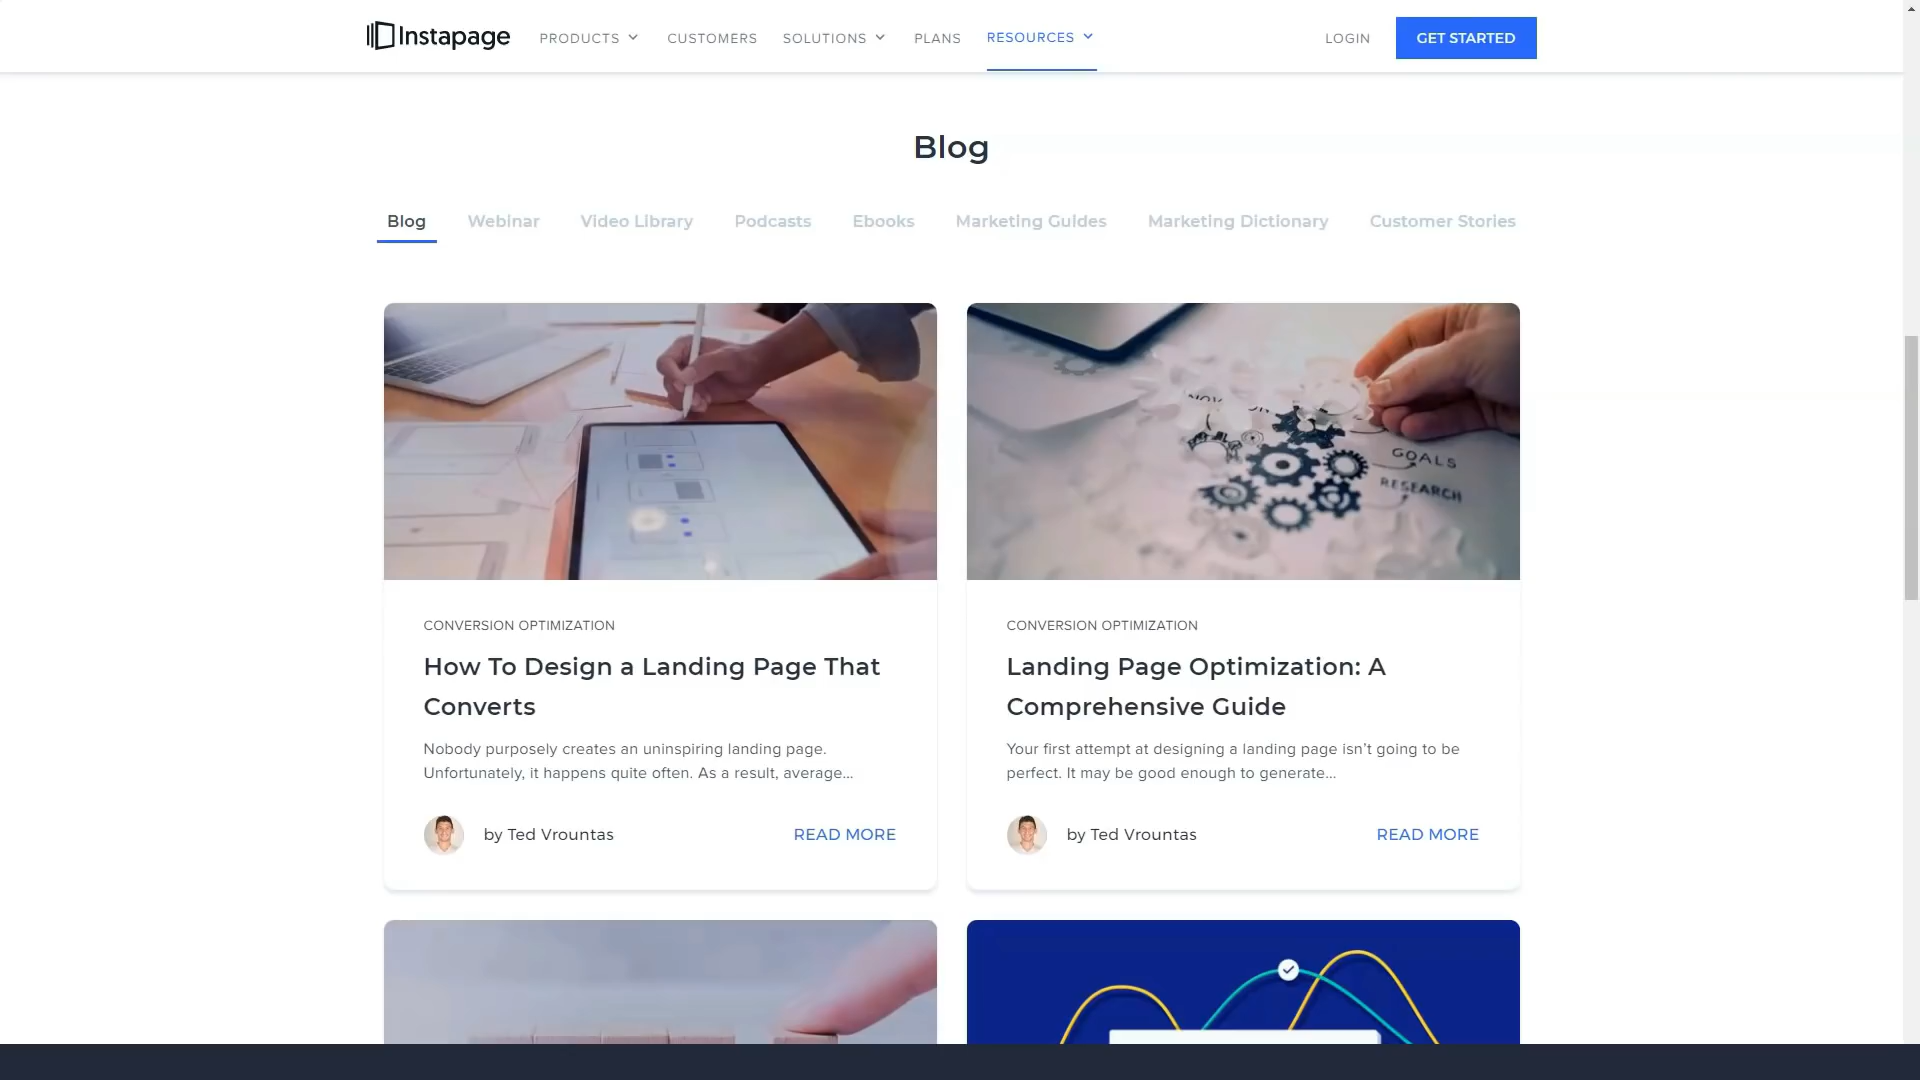 Instapage PRODUCTS CUSTOMERS SOLUTIONS PLANS RESOURCES LOGIN GET STARTED
Blog
Blog Webinar Video Library Podcasts Ebooks Marketing Guides Marketing Dictionary Customer Stories
GOALS
RESEARCH
CONVERSION OPTIMIZATION
How To Design a Landing Page That
Converts
Nobody purposely creates an uninspiring landing page.
Unfortunately, it happens quite often. As a result, average...
by Ted Vrountas READ MORE
CONVERSION OPTIMIZATION
Landing Page Optimization: A
Comprehensive Guide
Your first attempt at designing a landing page isn’t going to be
perfect. It may be good enough to generate...
by Ted Vrountas READ MORE